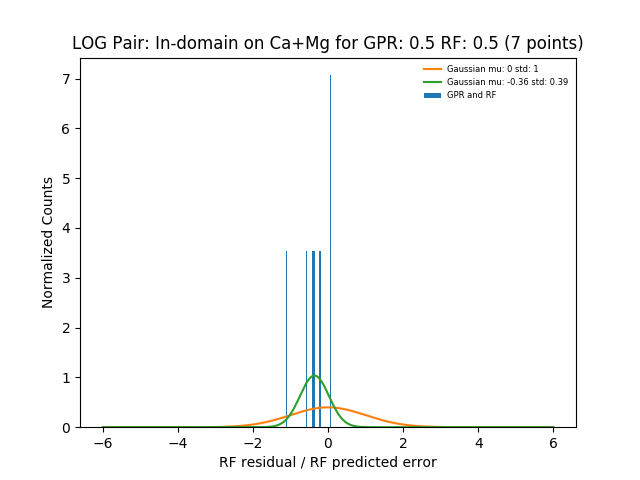 LOG Pair: In-domain on Ca+Mg for GPR: 0.5 RF: 0.5 (7 points)
Gaussian mu: 0 std: 1
Gaussian mu: -0.36 std: 0.39
GPR and RF
Normalized Counts
7
6
5
4
3
2
1
0
−6 −4 −2 0 2 4 6
RF residual / RF predicted error